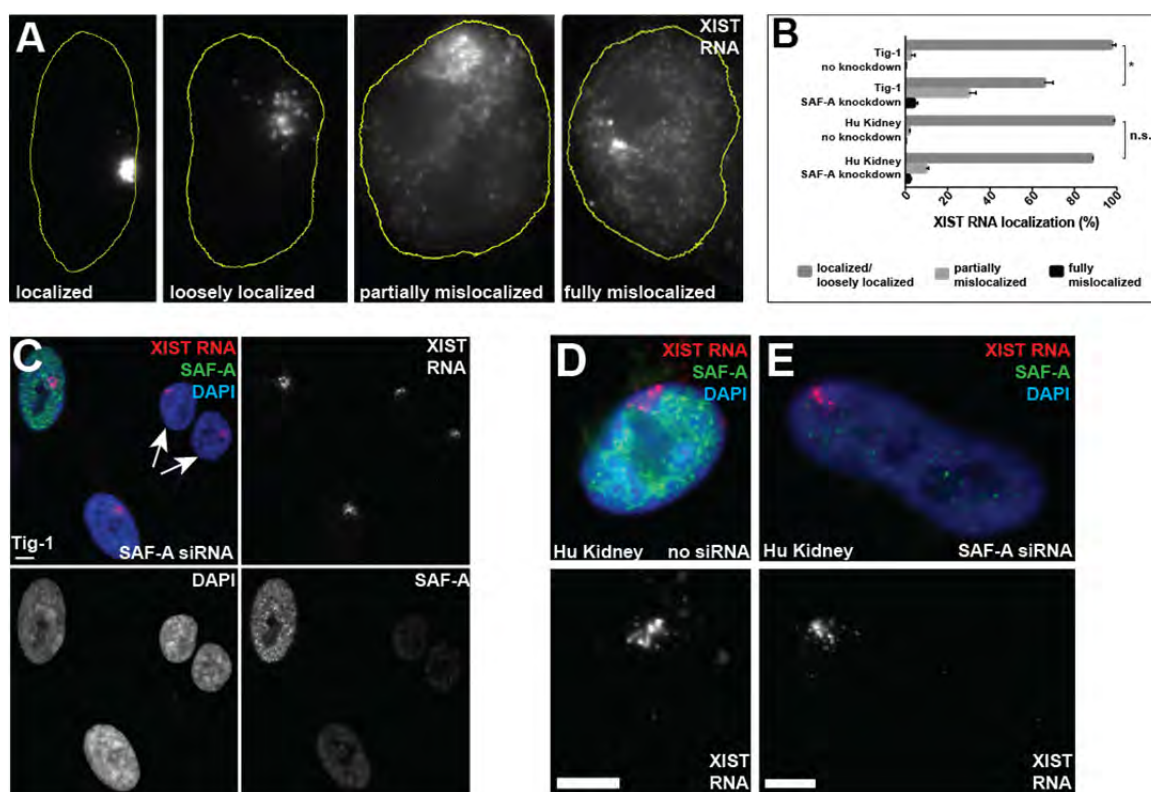 A
XIST
RNA
localized
loosely localized
partially mislocalized
fully mislocalized
B
Tig-1
no knockdown
Tig-1
SAF-A knockdown
Hu Kidney
no knockdown
Hu Kidney
SAF-A knockdown
*
n.s.
0 20 40 60 80 100
XIST RNA localization (%)
localized/
loosely localized
partially
mislocalized
fully
mislocalized
C
XIST RNA
SAF-A
DAPI
Tig-1
SAF-A siRNA
XIST
RNA
DAPI
SAF-A
D
XIST RNA
SAF-A
DAPI
Hu Kidney no siRNA
XIST
RNA
E
XIST RNA
SAF-A
DAPI
Hu Kidney SAF-A siRNA
XIST
RNA